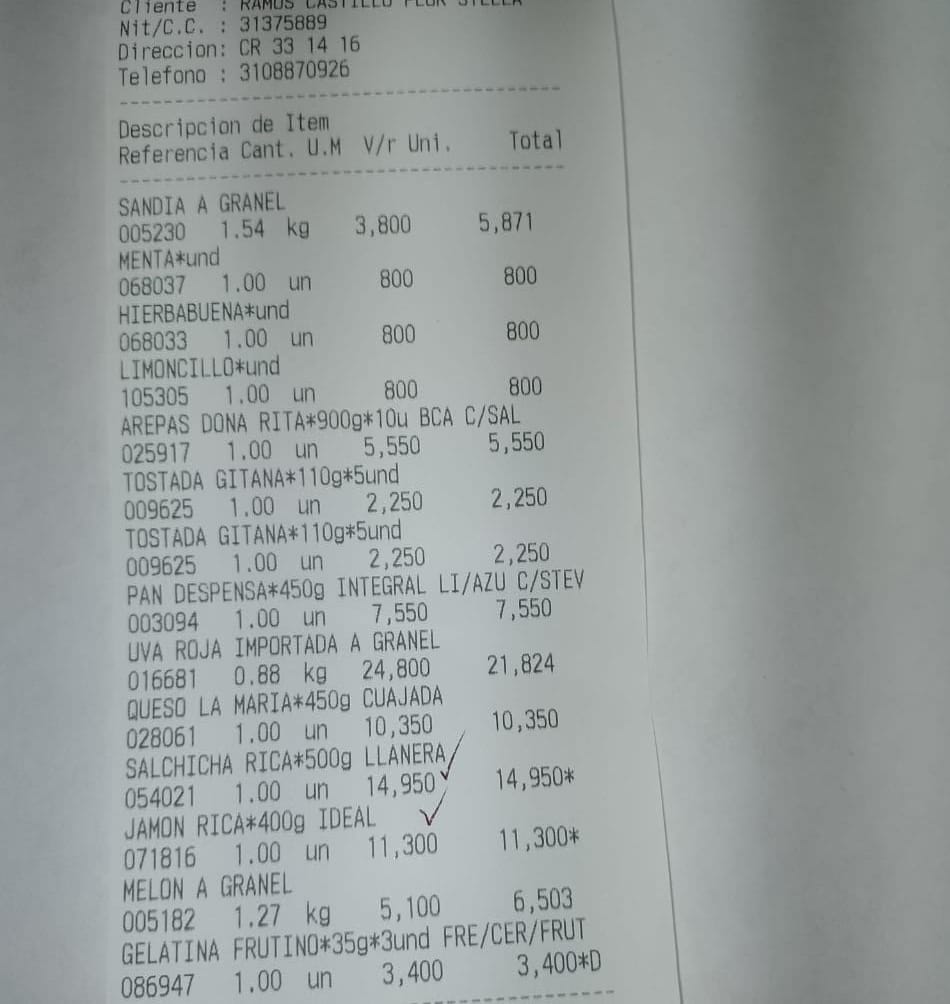 Cliente : RAMOS CASTILLO FLOR STELLA
Nit/C.C. : 31375889
Direccion: CR 33 14 16
Telefono : 3108870926
--------------------------------
Descripcion de Item
Referencia Cant. U.M V/r Uni. Total
--------------------------------
SANDIA A GRANEL
005230 1.54 kg 3,800 5,871
MENTA*und
068037 1.00 un 800 800
HIERBABUENA*und
068033 1.00 un 800 800
LIMONCILLO*und
105305 1.00 un 800 800
AREPAS DONA RITA*900g*10u BCA C/SAL
025917 1.00 un 5,550 5,550
TOSTADA GITANA*110g*5und
009625 1.00 un 2,250 2,250
TOSTADA GITANA*110g*5und
009625 1.00 un 2,250 2,250
PAN DESPENSA*450g INTEGRAL LI/AZU C/STEV
003094 1.00 un 7,550 7,550
UVA ROJA IMPORTADA A GRANEL
016681 0.88 kg 24,800 21,824
QUESO LA MARIA*450g CUAJADA
028061 1.00 un 10,350 10,350
SALCHICHA RICA*500g LLANERA
054021 1.00 un 14,950 14,950*
JAMON RICA*400g IDEAL
071816 1.00 un 11,300 11,300*
MELON A GRANEL
005182 1.27 kg 5,100 6,503
GELATINA FRUTINO*35g*3und FRE/CER/FRUT
086947 1.00 un 3,400 3,400*D
--------------------------------